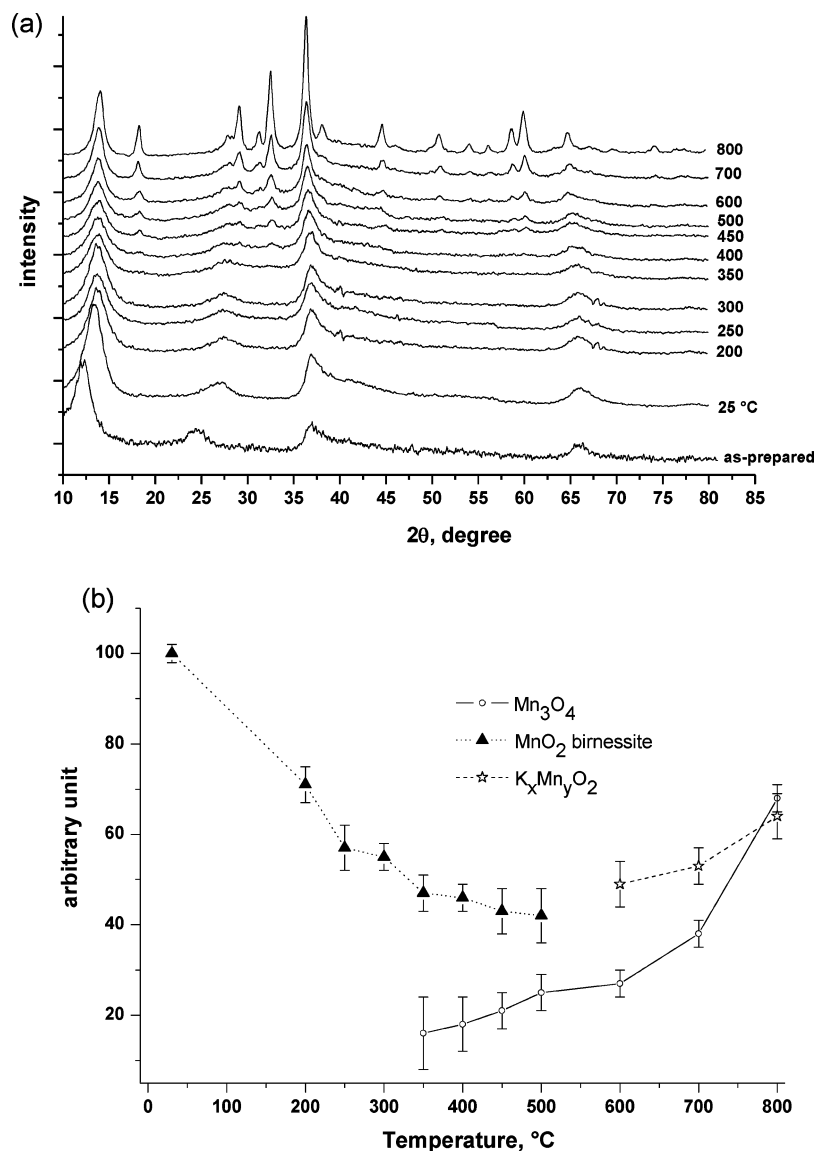 (a)
intensity
800
700
600
500
450
400
350
300
250
200
25 °C
as-prepared
10 15 20 25 30 35 40 45 50 55 60 65 70 75 80 85
2θ, degree
(b)
arbitrary unit
100
80
60
40
20
Mn3O4
MnO2 birnessite
KxMnyO2
0 100 200 300 400 500 600 700 800
Temperature, °C